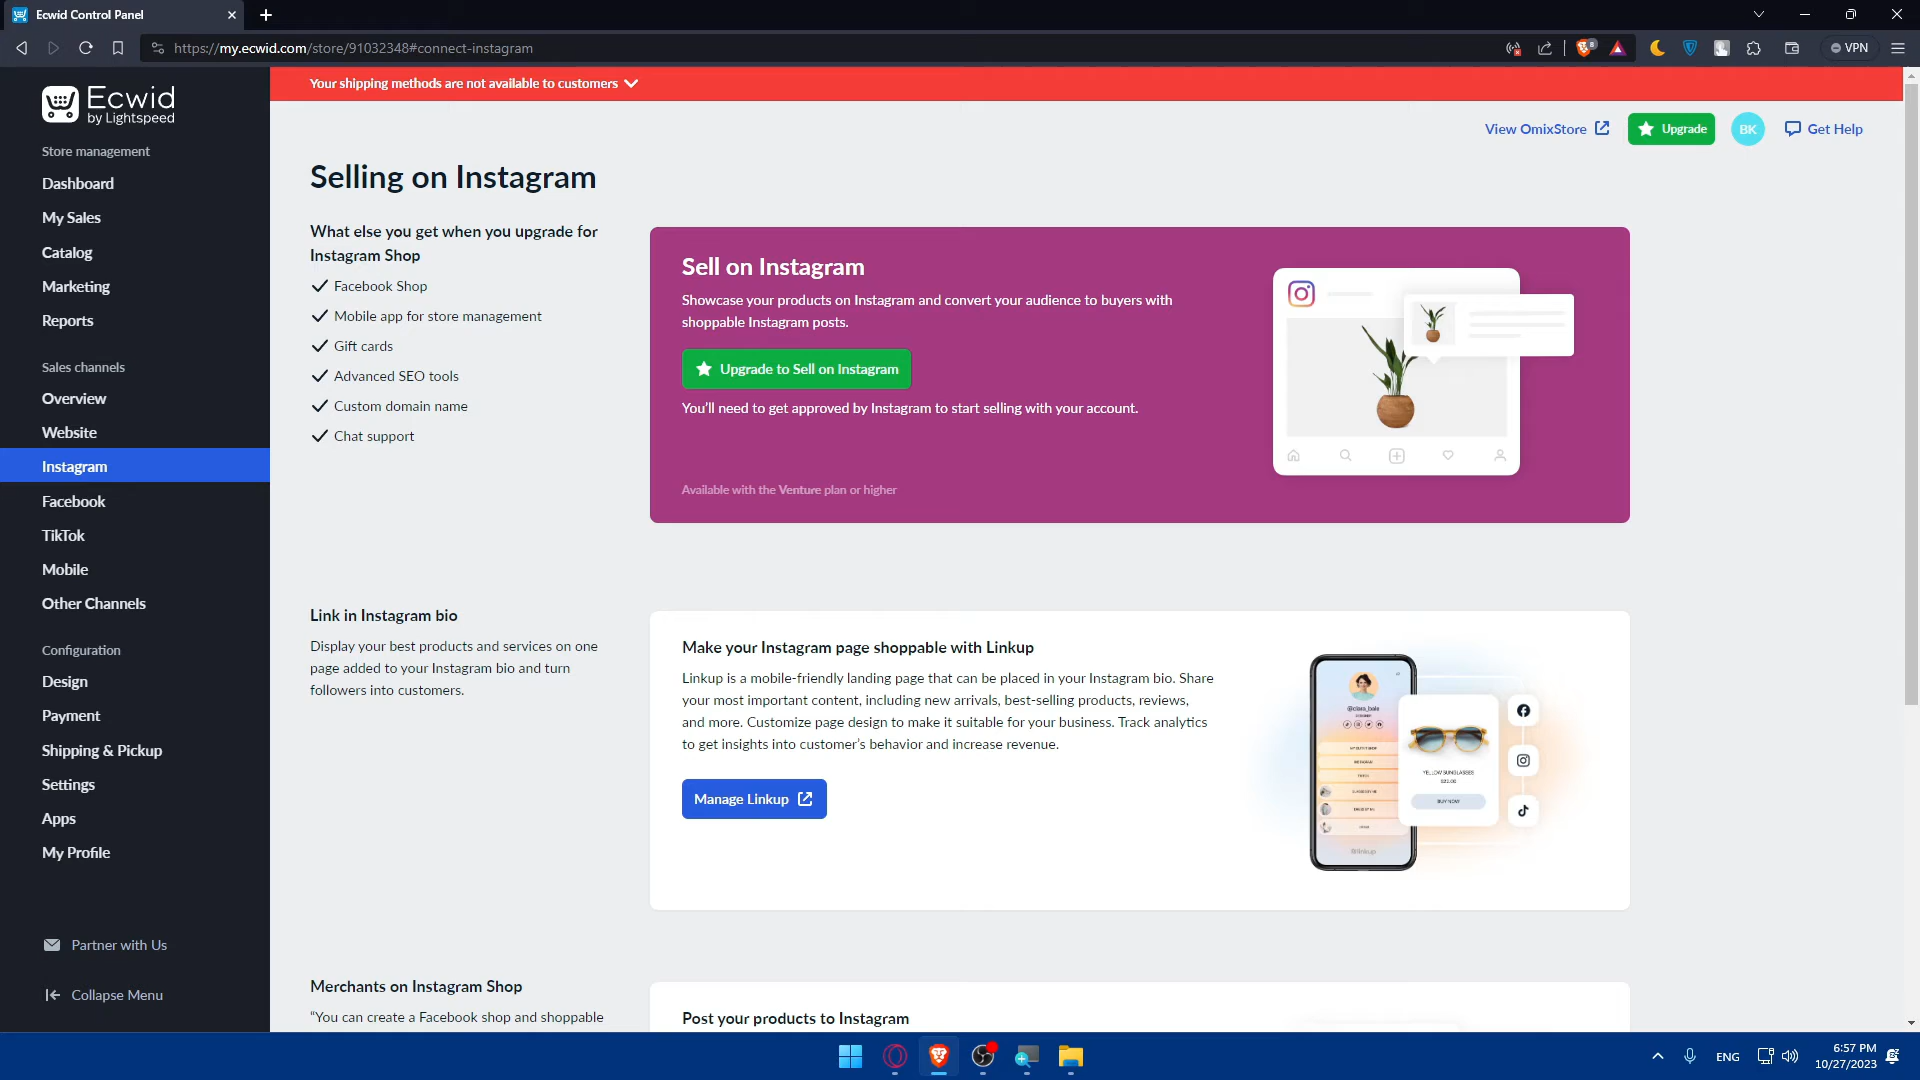 Ecwid Control Panel
https://my.ecwid.com/store/91032348#connect-instagram
8
VPN
Ecwid
by Lightspeed
Store management
Dashboard
My Sales
Catalog
Marketing
Reports
Sales channels
Overview
Website
Instagram
Facebook
TikTok
Mobile
Other Channels
Configuration
Design
Payment
Shipping & Pickup
Settings
Apps
My Profile
Partner with Us
Collapse Menu
Your shipping methods are not available to customers
View OmixStore
Upgrade
BK
Get Help
Selling on Instagram
What else you get when you upgrade for
Instagram Shop
Facebook Shop
Mobile app for store management
Gift cards
Advanced SEO tools
Custom domain name
Chat support
Sell on Instagram
Showcase your products on Instagram and convert your audience to buyers with
shoppable Instagram posts.
Upgrade to Sell on Instagram
You'll need to get approved by Instagram to start selling with your account.
Available with the Venture plan or higher
Link in Instagram bio
Display your best products and services on one
page added to your Instagram bio and turn
followers into customers.
Make your Instagram page shoppable with Linkup
Linkup is a mobile-friendly landing page that can be placed in your Instagram bio. Share
your most important content, including new arrivals, best-selling products, reviews,
and more. Customize page design to make it suitable for your business. Track analytics
to get insights into customer's behavior and increase revenue.
Manage Linkup
@clara_bale
YELLOW SUNGLASSES
BUY NOW
Merchants on Instagram Shop
"You can create a Facebook shop and shoppable
Post your products to Instagram
ENG
6:57 PM
10/27/2023